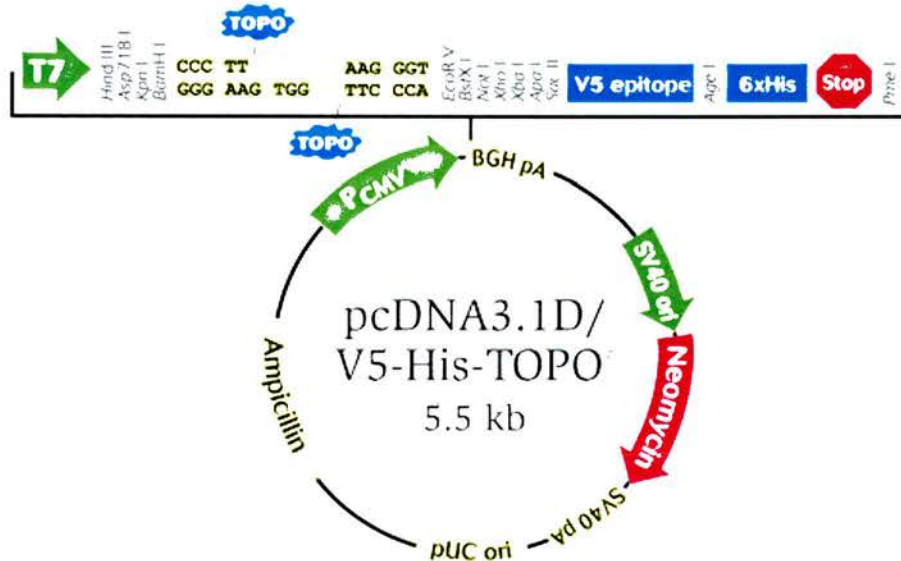 TOPO
T7
Hind III
Asp718 I
Kpn I
BamH I
CCC TT AAG GGT
GGG AAG TGG TTC CCA
EcoR V
BstX I
Not I
Xho I
Xba I
Apa I
Sac II
V5 epitope
Age I
6xHis
Stop
Pme I
TOPO
PCMV
BGH pA
SV40 ori
Neomycin
SV40 pA
pUC ori
Ampicillin
pcDNA3.1D/
V5-His-TOPO
5.5 kb